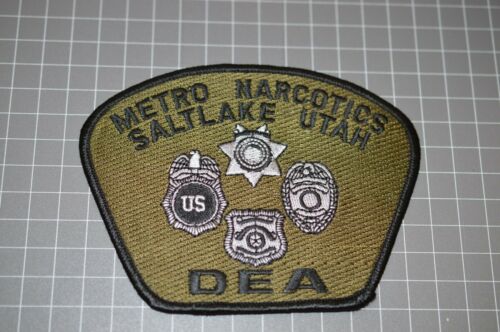 METRO NARCOTICS
SALTLAKE UTAH
US
DEA